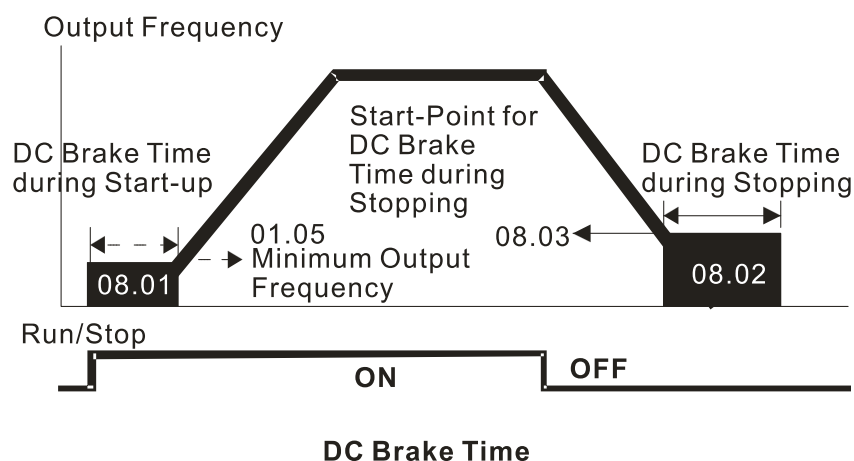 Output Frequency
Start-Point for
DC Brake
Time during
Stopping
DC Brake Time
during Start-up
DC Brake Time
during Stopping
01.05
Minimum Output
Frequency
08.03
08.01
08.02
Run/Stop
ON
OFF
DC Brake Time